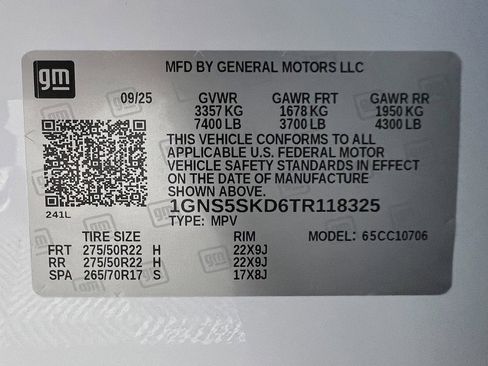 gm
MFD BY GENERAL MOTORS LLC
09/25 GVWR GAWR FRT GAWR RR
3357 KG 1678 KG 1950 KG
7400 LB 3700 LB 4300 LB
THIS VEHICLE CONFORMS TO ALL
APPLICABLE U.S. FEDERAL MOTOR
VEHICLE SAFETY STANDARDS IN EFFECT
ON THE DATE OF MANUFACTURE
SHOWN ABOVE.
241L
1GNS5SKD6TR118325
TYPE: MPV MODEL: 65CC10706
TIRE SIZE RIM
FRT 275/50R22 H 22X9J
RR 275/50R22 H 22X9J
SPA 265/70R17 S 17X8J